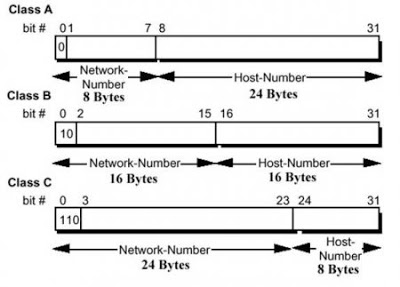 Class A
bit # 01 7 8 31
0
Network-
Number Host-Number
8 Bytes 24 Bytes
Class B
bit # 0 2 15 16 31
10
Network-Number Host-Number
16 Bytes 16 Bytes
Class C
bit # 0 3 23 24 31
110
Network-Number Host-
Number
24 Bytes 8 Bytes